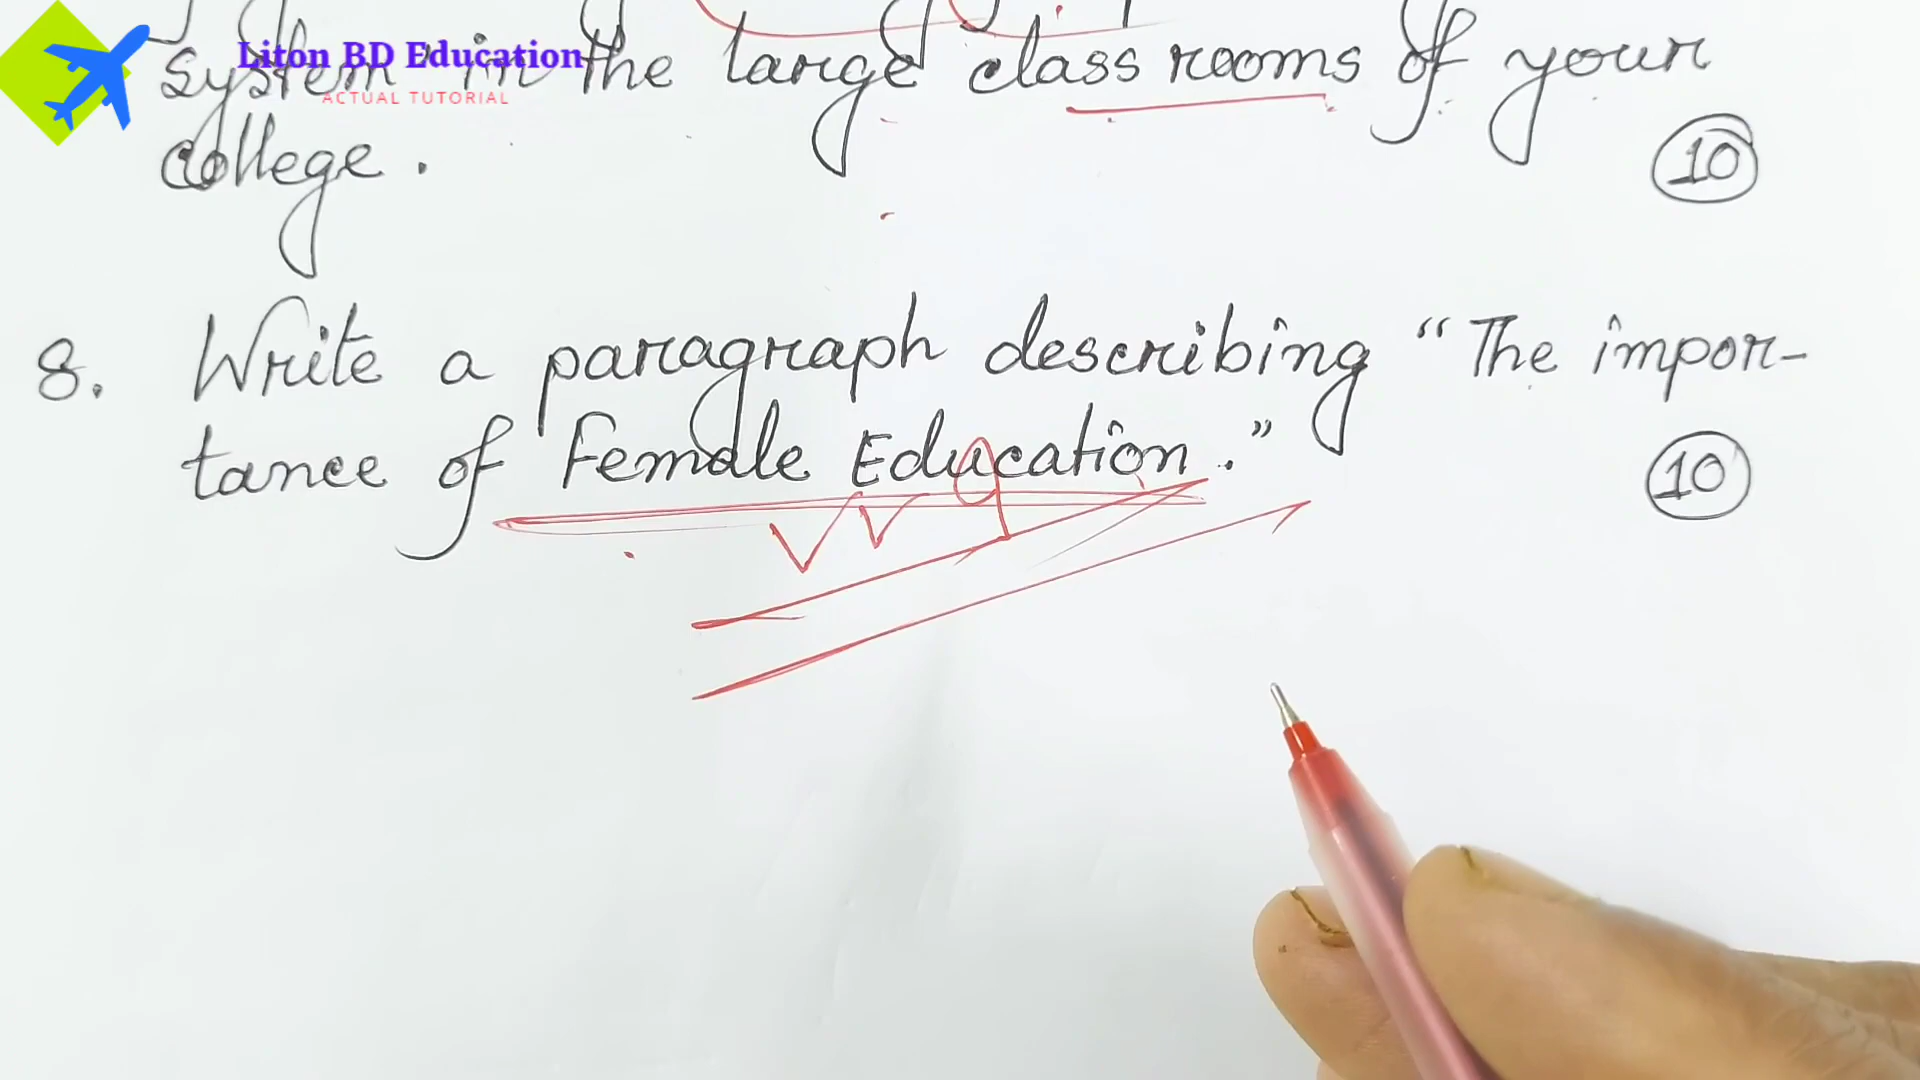 Liton BD Education
ACTUAL TUTORIAL
system in the large class rooms of your
college.
10
8. Write a paragraph describing "The impor-
tance of Female Education."
10